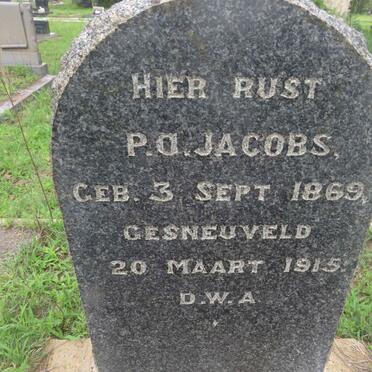 HIER RUST
P.D. JACOBS,
GEB. 3 SEPT 1869,
GESNEUVELD
20 MAART 1915.
D.W.A